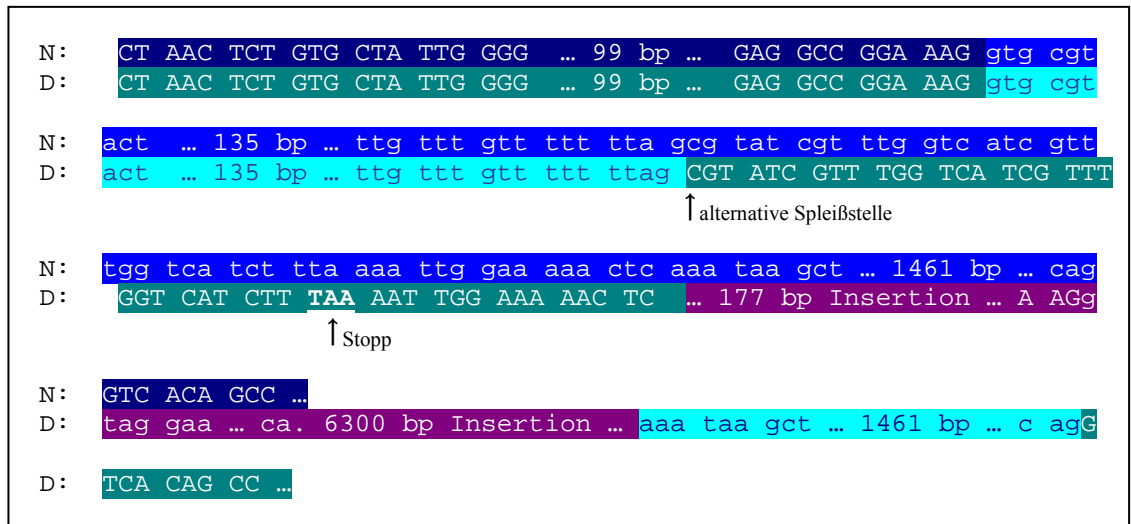 N: CT AAC TCT GTG CTA TTG GGG … 99 bp … GAG GCC GGA AAG gtg cgt
D: CT AAC TCT GTG CTA TTG GGG … 99 bp … GAG GCC GGA AAG gtg cgt
N: act … 135 bp … ttg ttt gtt ttt tta gcg tat cgt ttg gtc atc gtt
D: act … 135 bp … ttg ttt gtt ttt ttag CGT ATC GTT TGG TCA TCG TTT
↑ alternative Spleißstelle
N: tgg tca tct tta aaa ttg gaa aaa ctc aaa taa gct … 1461 bp … cag
D: GGT CAT CTT TAA AAT TGG AAA AAC TC … 177 bp Insertion … A AGg
↑ Stopp
N: GTC ACA GCC …
D: tag gaa … ca. 6300 bp Insertion … aaa taa gct … 1461 bp … c agG
D: TCA CAG CC …